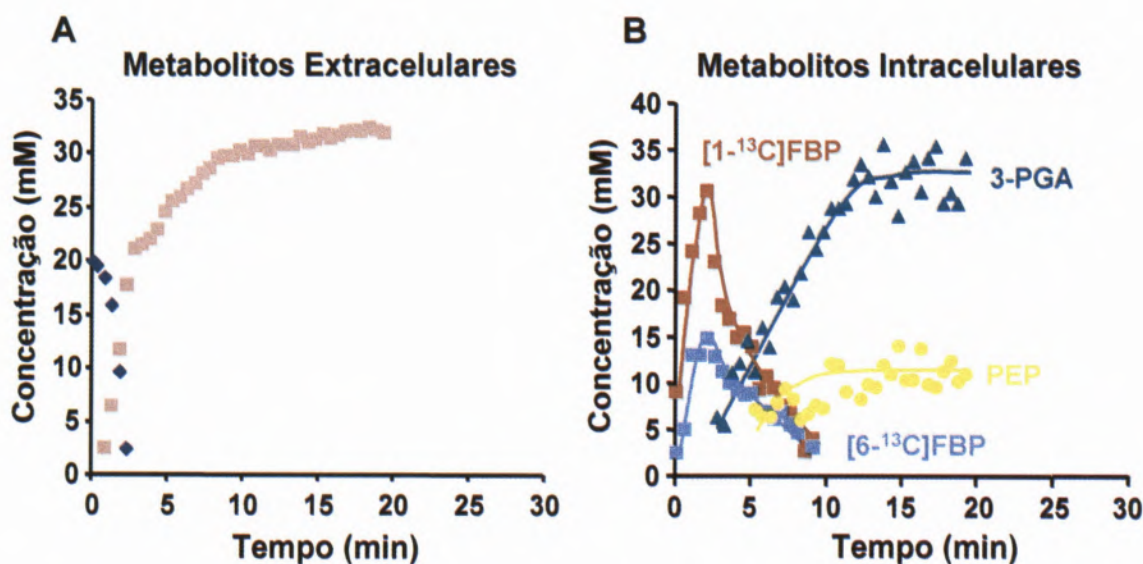 A
Metabolitos Extracelulares
Concentração (mM)
35
30
25
20
15
10
5
0
0 5 10 15 20 25 30
Tempo (min)
B
Metabolitos Intracelulares
Concentração (mM)
40
35
30
25
20
15
10
5
0
[1-¹³C]FBP
3-PGA
PEP
[6-¹³C]FBP
0 5 10 15 20 25 30
Tempo (min)